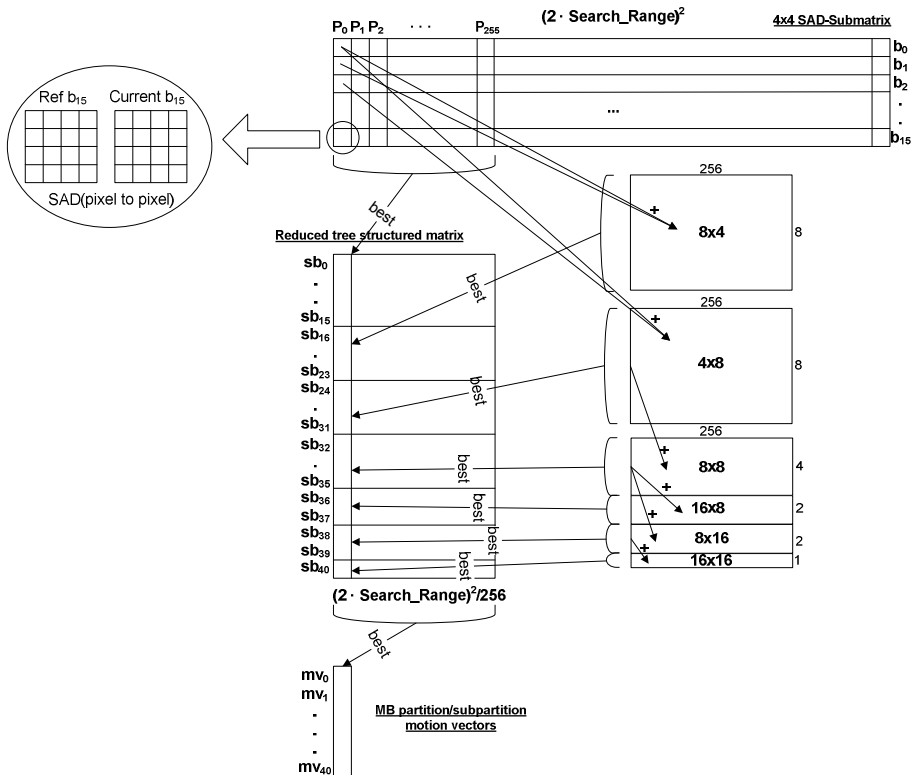 (2 · Search_Range)²
4x4 SAD-Submatrix
P₀ P₁ P₂ · · · P₂₅₅
b₀
b₁
b₂
.
.
b₁₅
...
Ref b₁₅ Current b₁₅
SAD(pixel to pixel)
best
Reduced tree structured matrix
256
+
8x4
8
sb₀
.
.
sb₁₅
sb₁₆
.
sb₂₃
sb₂₄
.
sb₃₁
sb₃₂
.
sb₃₅
sb₃₆
sb₃₇
sb₃₈
sb₃₉
sb₄₀
best
best
best
best
best
best
256
+
4x8
8
256
+
8x8
4
+
16x8
2
+
8x16
2
+
16x16
1
(2 · Search_Range)²/256
best
mv₀
mv₁
.
.
.
mv₄₀
MB partition/subpartition
motion vectors